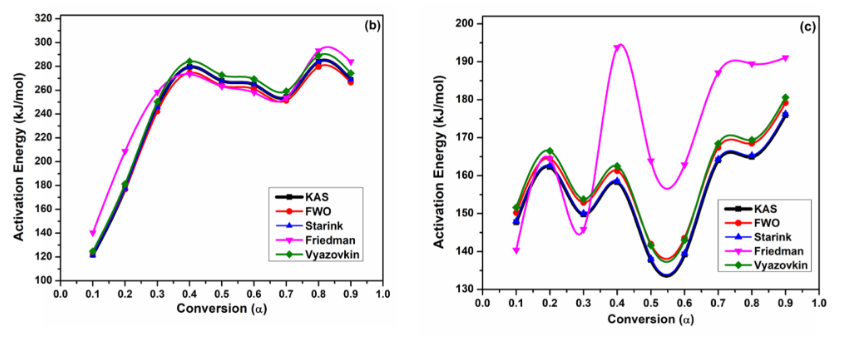 (b)
Activation Energy (kJ/mol)
320
300
280
260
240
220
200
180
160
140
120
100
0.0 0.1 0.2 0.3 0.4 0.5 0.6 0.7 0.8 0.9 1.0
Conversion (α)
KAS
FWO
Starink
Friedman
Vyazovkin
(c)
Activation Energy (kJ/mol)
200
190
180
170
160
150
140
130
0.0 0.1 0.2 0.3 0.4 0.5 0.6 0.7 0.8 0.9 1.0
Conversion (α)
KAS
FWO
Starink
Friedman
Vyazovkin